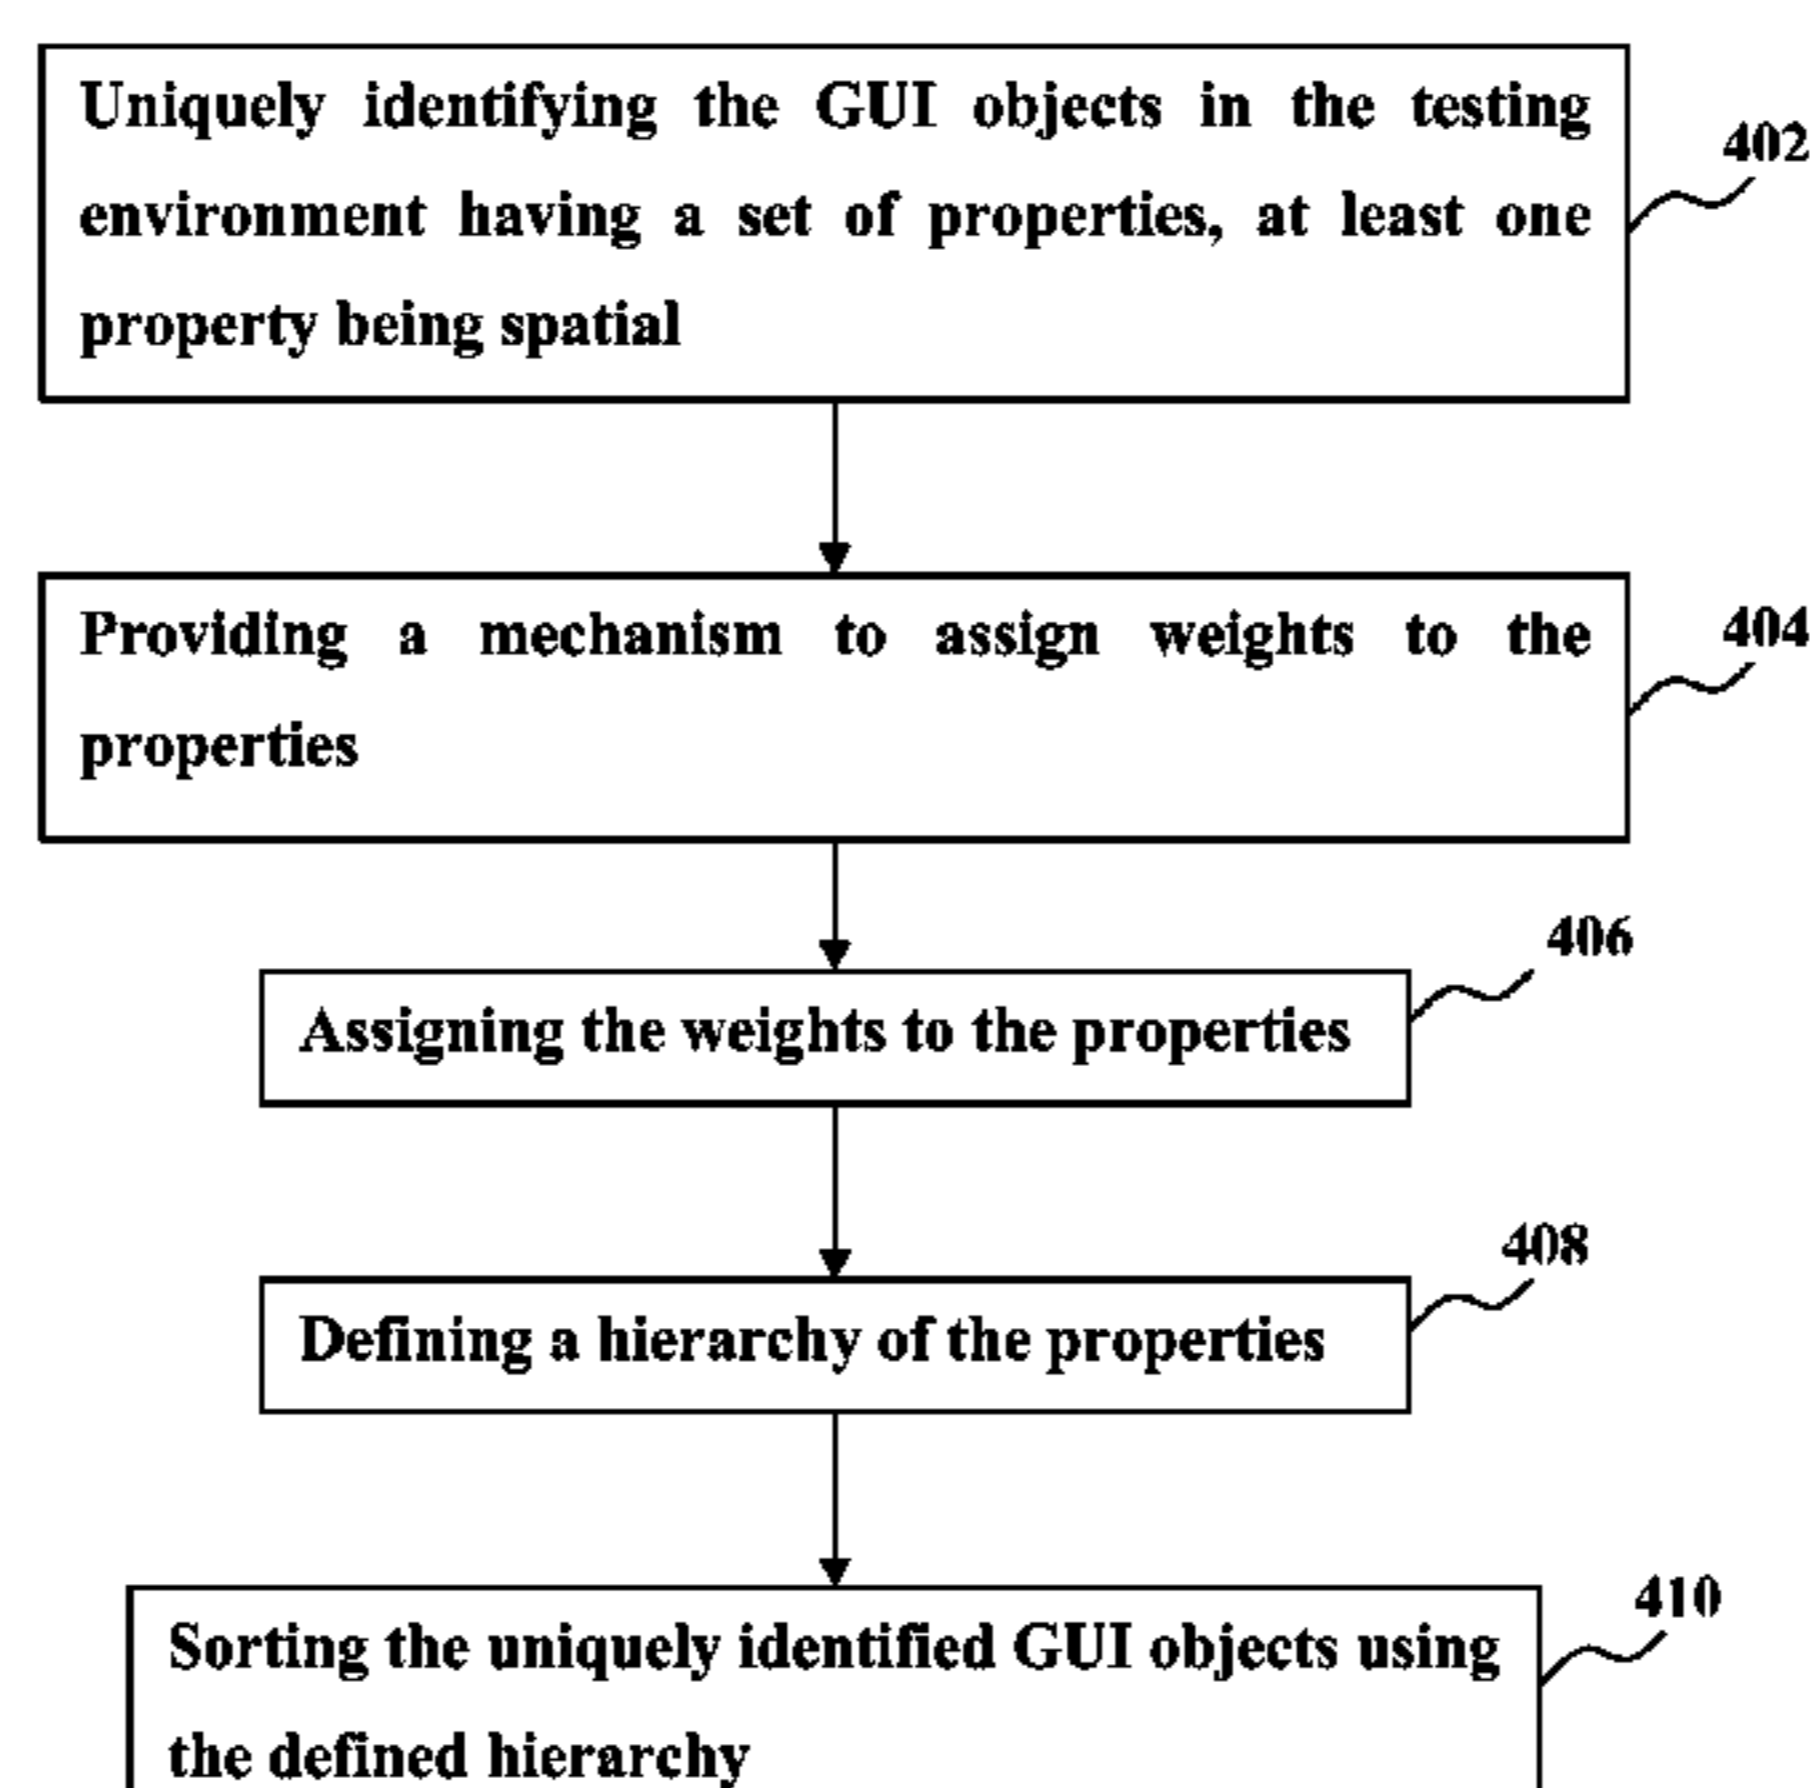 Uniquely identifying the GUI objects in the testing
402
environment having a set of properties, at least one
property being spatial
Providing a mechanism to assign weights to the
404
properties
406
Assigning the weights to the properties
408
Defining a hierarchy of the properties
410
Sorting the uniquely identified GUI objects using
the defined hierarchy